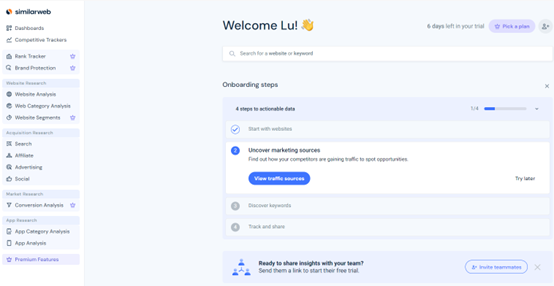 similarweb
Dashboards
Competitive Trackers
Rank Tracker
Brand Protection
Website Research
Website Analysis
Web Category Analysis
Website Segments
Acquisition Research
Search
Affiliate
Advertising
Social
Market Research
Conversion Analysis
App Research
App Category Analysis
App Analysis
Premium Features
Welcome Lu! 👋
6 days left in your trial
Pick a plan
Search for a website or keyword
Onboarding steps
4 steps to actionable data
1/4
Start with websites
2
Uncover marketing sources
Find out how your competitors are gaining traffic to spot opportunities
View traffic sources
Try later
3
Discover keywords
4
Track and share
Ready to share insights with your team?
Send them a link to start their free trial.
Invite teammates